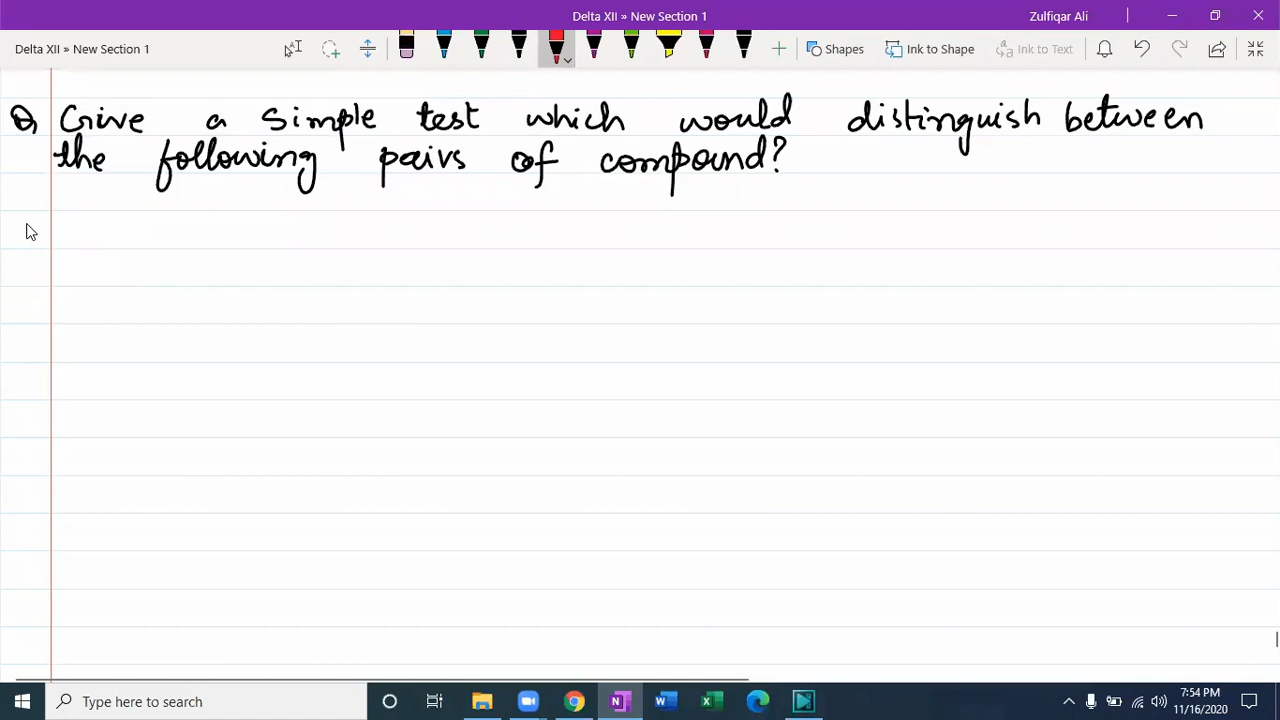 Delta XII » New Section 1
Zulfiqar Ali
Delta XII » New Section 1
Shapes
Ink to Shape
Ink to Text
Q, Give a simple test which would distinguish between
the following pairs of compound?
Type here to search
7:54 PM
11/16/2020